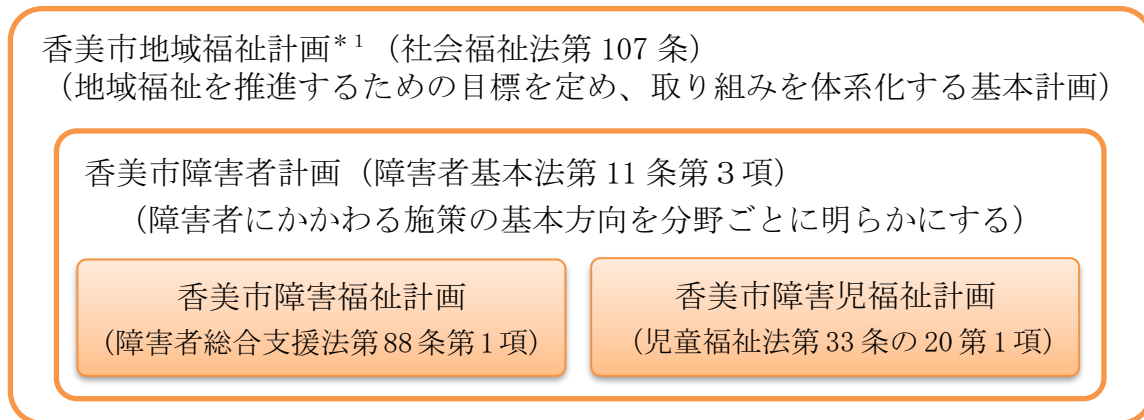 香美市地域福祉計画*1（社会福祉法第 107 条）
（地域福祉を推進するための目標を定め、取り組みを体系化する基本計画）
香美市障害者計画（障害者基本法第 11 条第３項）
（障害者にかかわる施策の基本方向を分野ごとに明らかにする）
香美市障害福祉計画
（障害者総合支援法第 88 条第１項）
香美市障害児福祉計画
（児童福祉法第 33 条の 20 第１項）